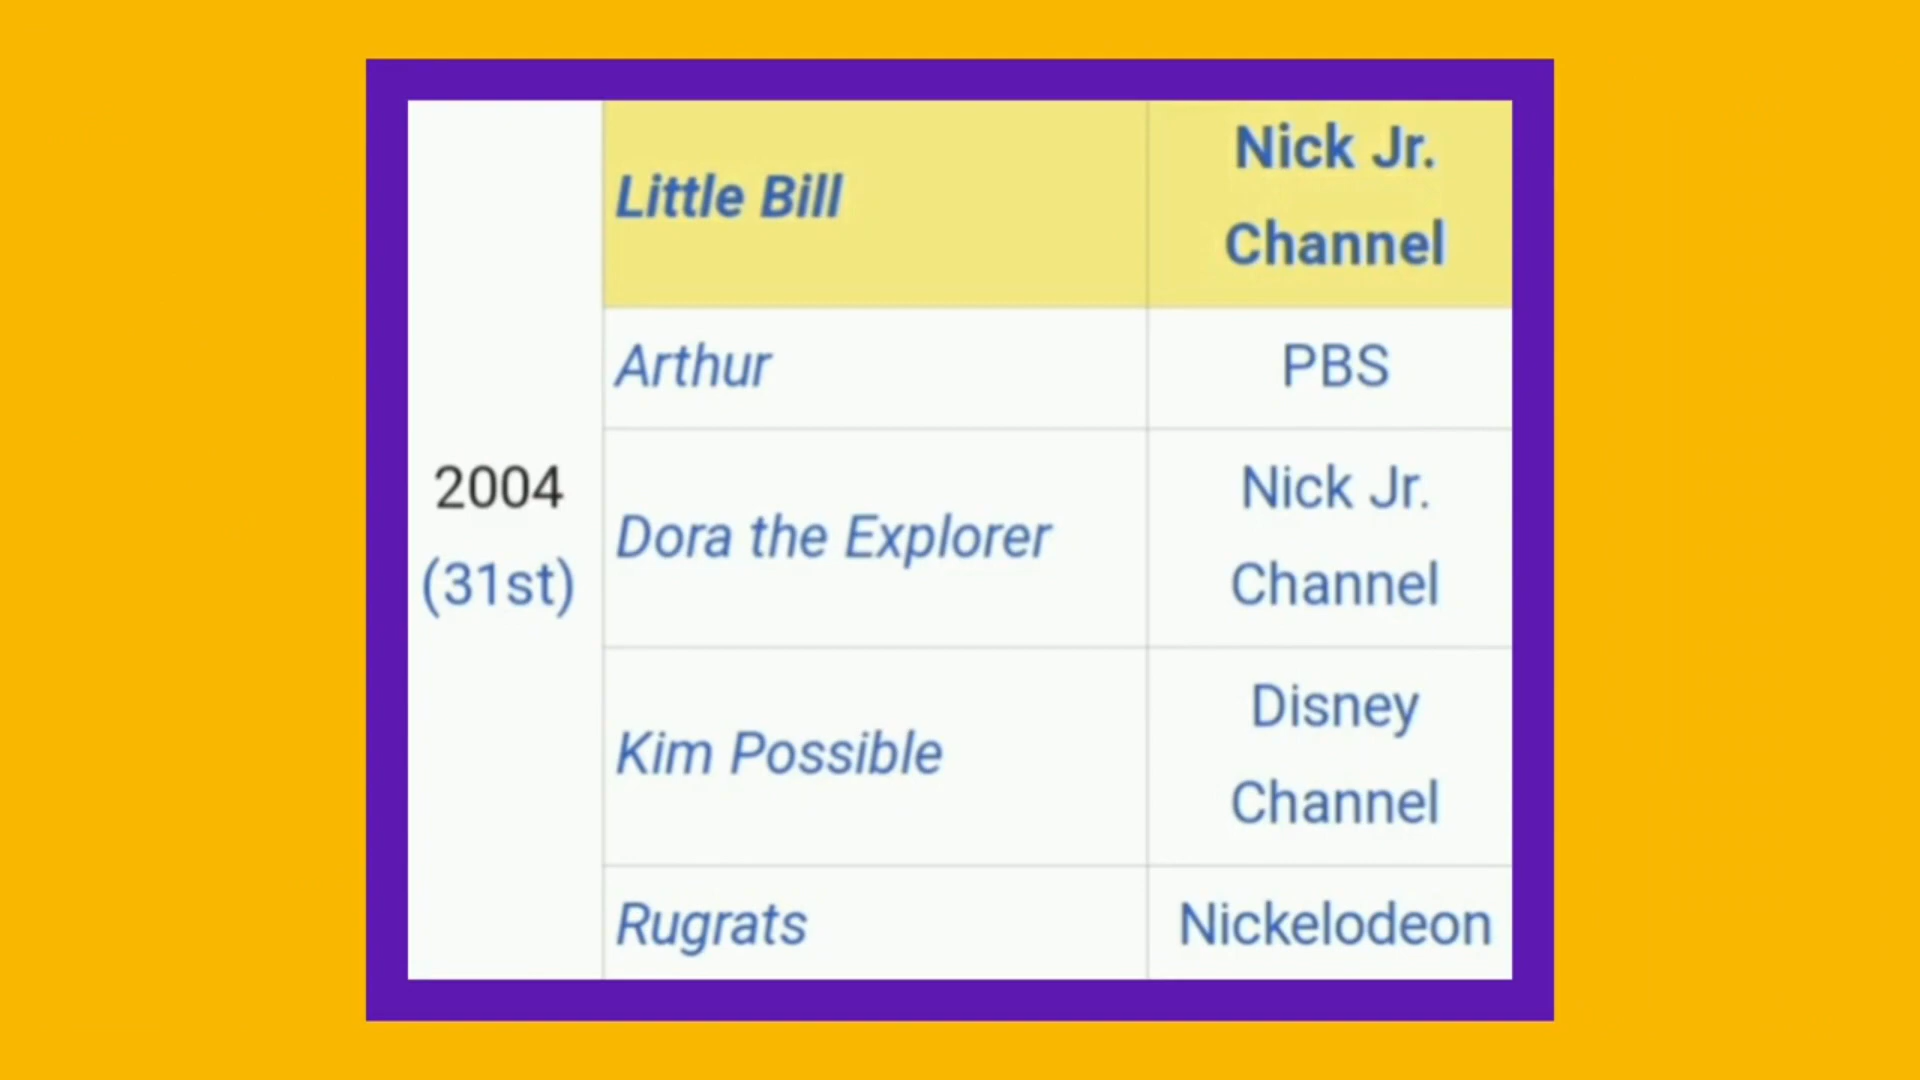 Little Bill
Nick Jr.
Channel
Arthur
PBS
2004
(31st)
Dora the Explorer
Nick Jr.
Channel
Kim Possible
Disney
Channel
Rugrats
Nickelodeon